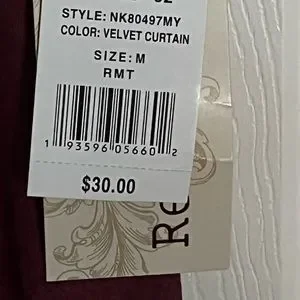 STYLE: NK80497MY
COLOR: VELVET CURTAIN
SIZE: M
RMT
1 93596 05660 2
$30.00
Re